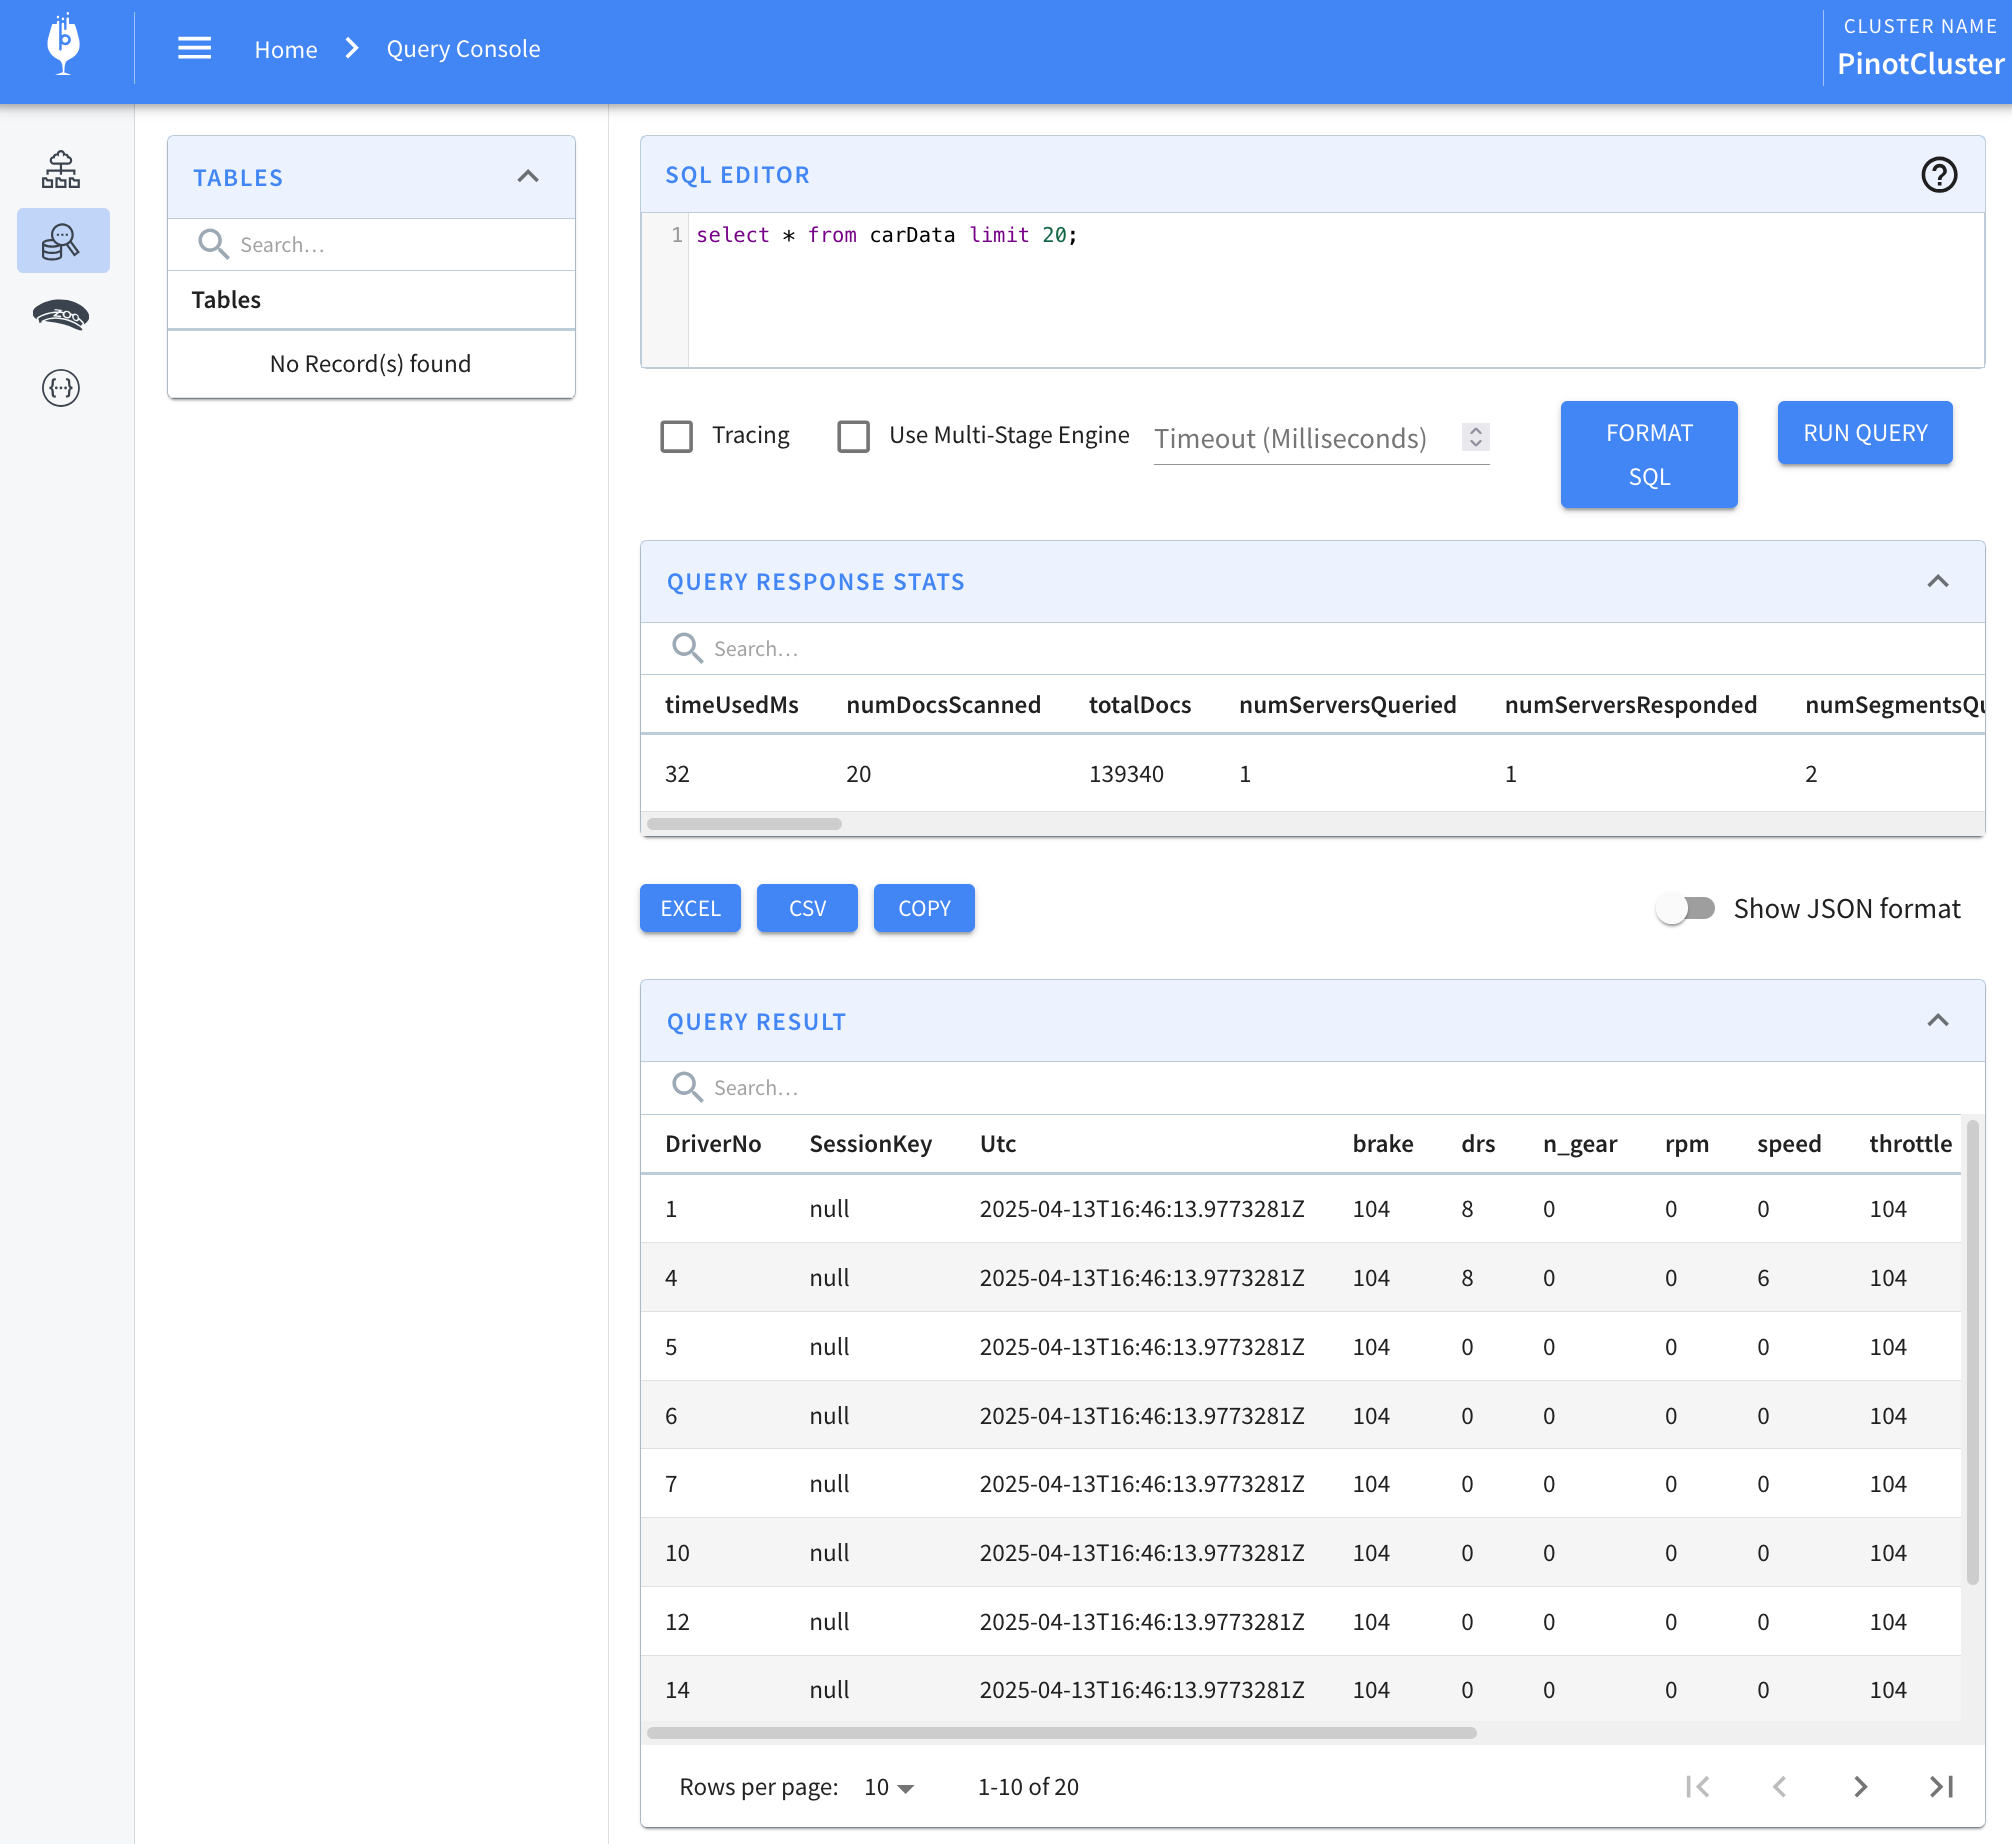 Home
Query Console
CLUSTER NAME
PinotCluster
TABLES
Search...
Tables
No Record(s) found
SQL EDITOR
1 select * from carData limit 20;
Tracing
Use Multi-Stage Engine
Timeout (Milliseconds)
FORMAT
SQL
RUN QUERY
QUERY RESPONSE STATS
Search...
timeUsedMs numDocsScanned totalDocs numServersQueried numServersResponded numSegmentsQu
32 20 139340 1 1 2
EXCEL
CSV
COPY
Show JSON format
QUERY RESULT
Search...
DriverNo SessionKey Utc brake drs n_gear rpm speed throttle
1 null 2025-04-13T16:46:13.9773281Z 104 8 0 0 0 104
4 null 2025-04-13T16:46:13.9773281Z 104 8 0 0 6 104
5 null 2025-04-13T16:46:13.9773281Z 104 0 0 0 0 104
6 null 2025-04-13T16:46:13.9773281Z 104 0 0 0 0 104
7 null 2025-04-13T16:46:13.9773281Z 104 0 0 0 0 104
10 null 2025-04-13T16:46:13.9773281Z 104 0 0 0 0 104
12 null 2025-04-13T16:46:13.9773281Z 104 0 0 0 0 104
14 null 2025-04-13T16:46:13.9773281Z 104 0 0 0 0 104
Rows per page: 10 1-10 of 20